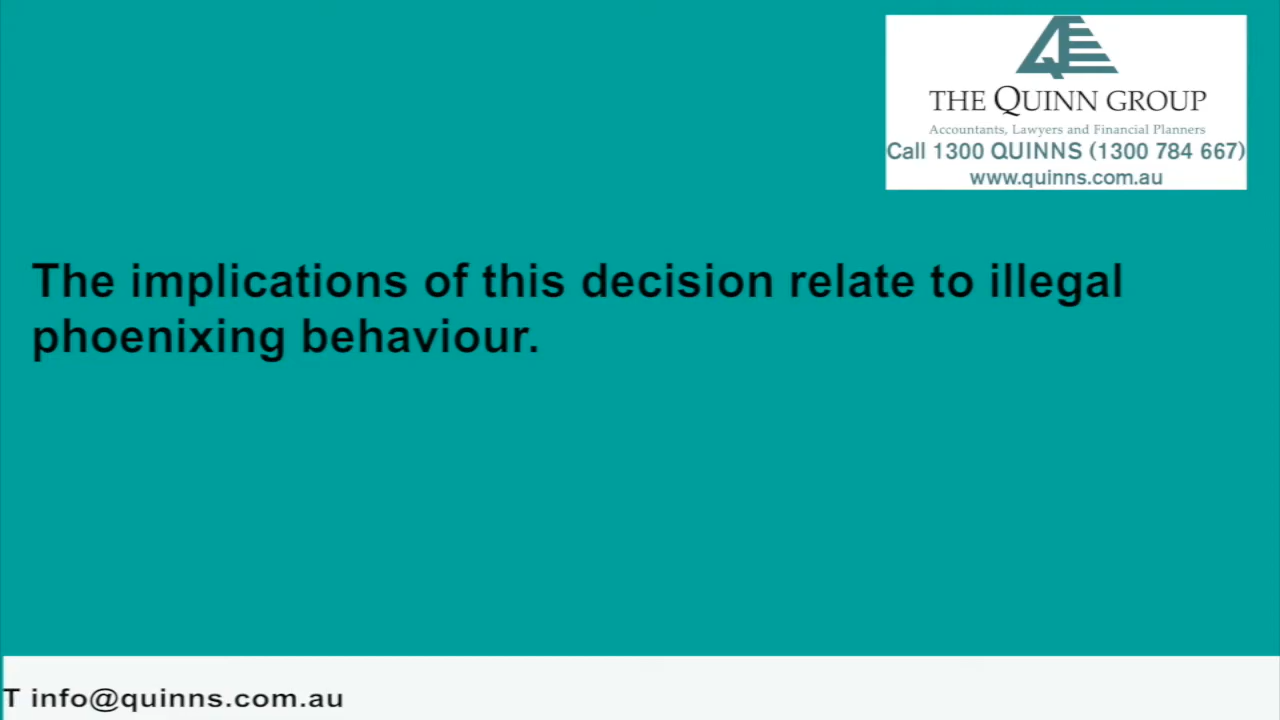 THE QUINN GROUP
Accountants, Lawyers and Financial Planners
Call 1300 QUINNS (1300 784 667)
www.quinns.com.au
The implications of this decision relate to illegal
phoenixing behaviour.
T info@quinns.com.au